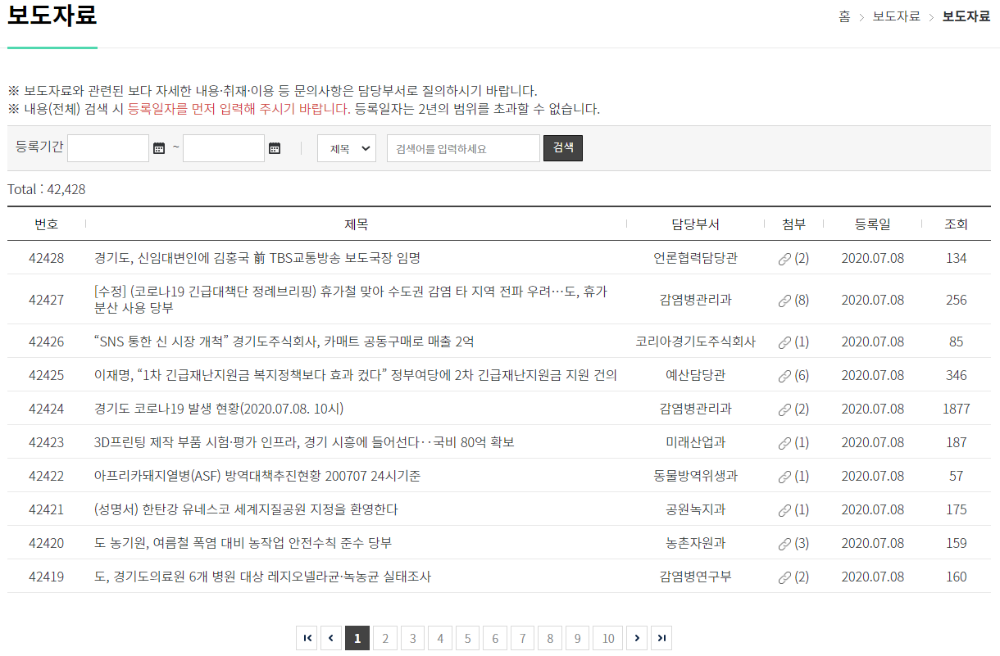 보도자료
홈 > 보도자료 > 보도자료
※ 보도자료와 관련된 보다 자세한 내용·취재·이용 등 문의사항은 담당부서로 질의하시기 바랍니다.
※ 내용(전체) 검색 시 등록일자를 먼저 입력해 주시기 바랍니다. 등록일자는 2년의 범위를 초과할 수 없습니다.
등록기간 ~ 제목 검색어를 입력하세요 검색
Total : 42,428
번호 제목 담당부서 첨부 등록일 조회
42428 경기도, 신임대변인에 김홍국 前 TBS교통방송 보도국장 임명 언론협력담당관 (2) 2020.07.08 134
42427 [수정] (코로나19 긴급대책단 정례브리핑) 휴가철 맞아 수도권 감염 타 지역 전파 우려…도, 휴가
분산 사용 당부 감염병관리과 (8) 2020.07.08 256
42426 “SNS 통한 신 시장 개척” 경기도주식회사, 카매트 공동구매로 매출 2억 코리아경기도주식회사 (1) 2020.07.08 85
42425 이재명, “1차 긴급재난지원금 복지정책보다 효과 컸다” 정부여당에 2차 긴급재난지원금 지원 건의 예산담당관 (6) 2020.07.08 346
42424 경기도 코로나19 발생 현황(2020.07.08. 10시) 감염병관리과 (2) 2020.07.08 1877
42423 3D프린팅 제작 부품 시험·평가 인프라, 경기 시흥에 들어선다‥국비 80억 확보 미래산업과 (1) 2020.07.08 187
42422 아프리카돼지열병(ASF) 방역대책추진현황 200707 24시기준 동물방역위생과 (1) 2020.07.08 57
42421 (성명서) 한탄강 유네스코 세계지질공원 지정을 환영한다 공원녹지과 (1) 2020.07.08 175
42420 도 농기원, 여름철 폭염 대비 농작업 안전수칙 준수 당부 농촌자원과 (3) 2020.07.08 159
42419 도, 경기도의료원 6개 병원 대상 레지오넬라균·녹농균 실태조사 감염병연구부 (2) 2020.07.08 160
1 2 3 4 5 6 7 8 9 10